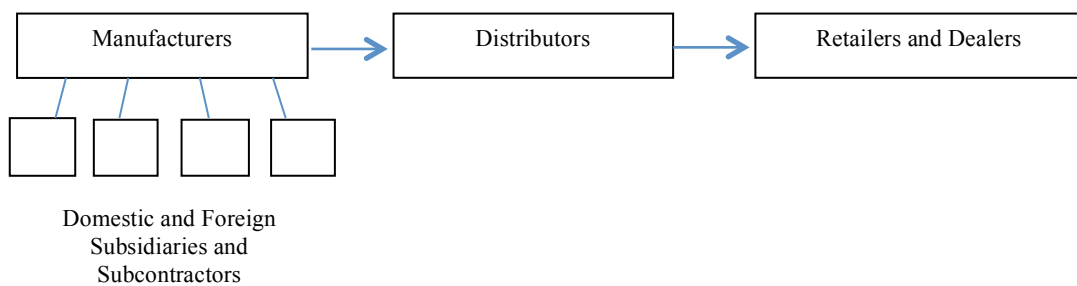 Manufacturers
Distributors
Retailers and Dealers
Domestic and Foreign
Subsidiaries and
Subcontractors